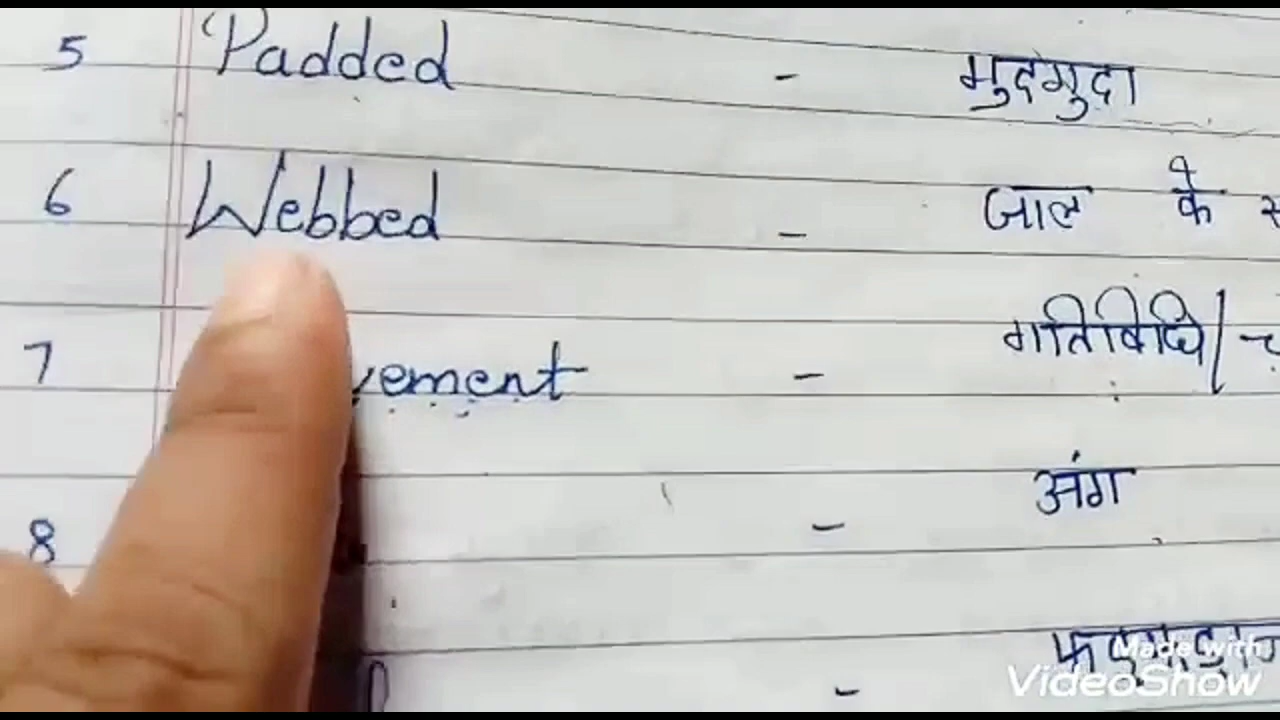 5 Padded - गुदगुदा
6 Webbed - जाल के
7 vement - गतिविधि/
8 - अंग
-
Made with
VideoShow